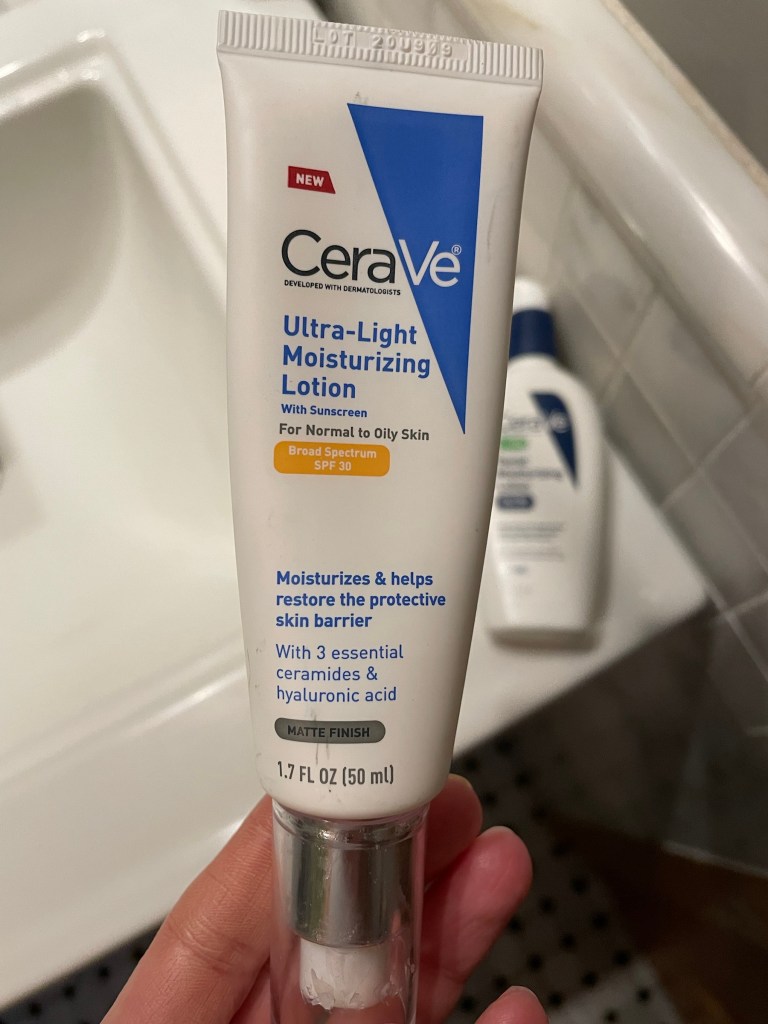 LOT 20U909
NEW
CeraVe®
DEVELOPED WITH DERMATOLOGISTS
Ultra-Light
Moisturizing
Lotion
With Sunscreen
For Normal to Oily Skin
Broad Spectrum
SPF 30
Moisturizes & helps
restore the protective
skin barrier
With 3 essential
ceramides &
hyaluronic acid
MATTE FINISH
1.7 FL OZ (50 ml)
CeraVe